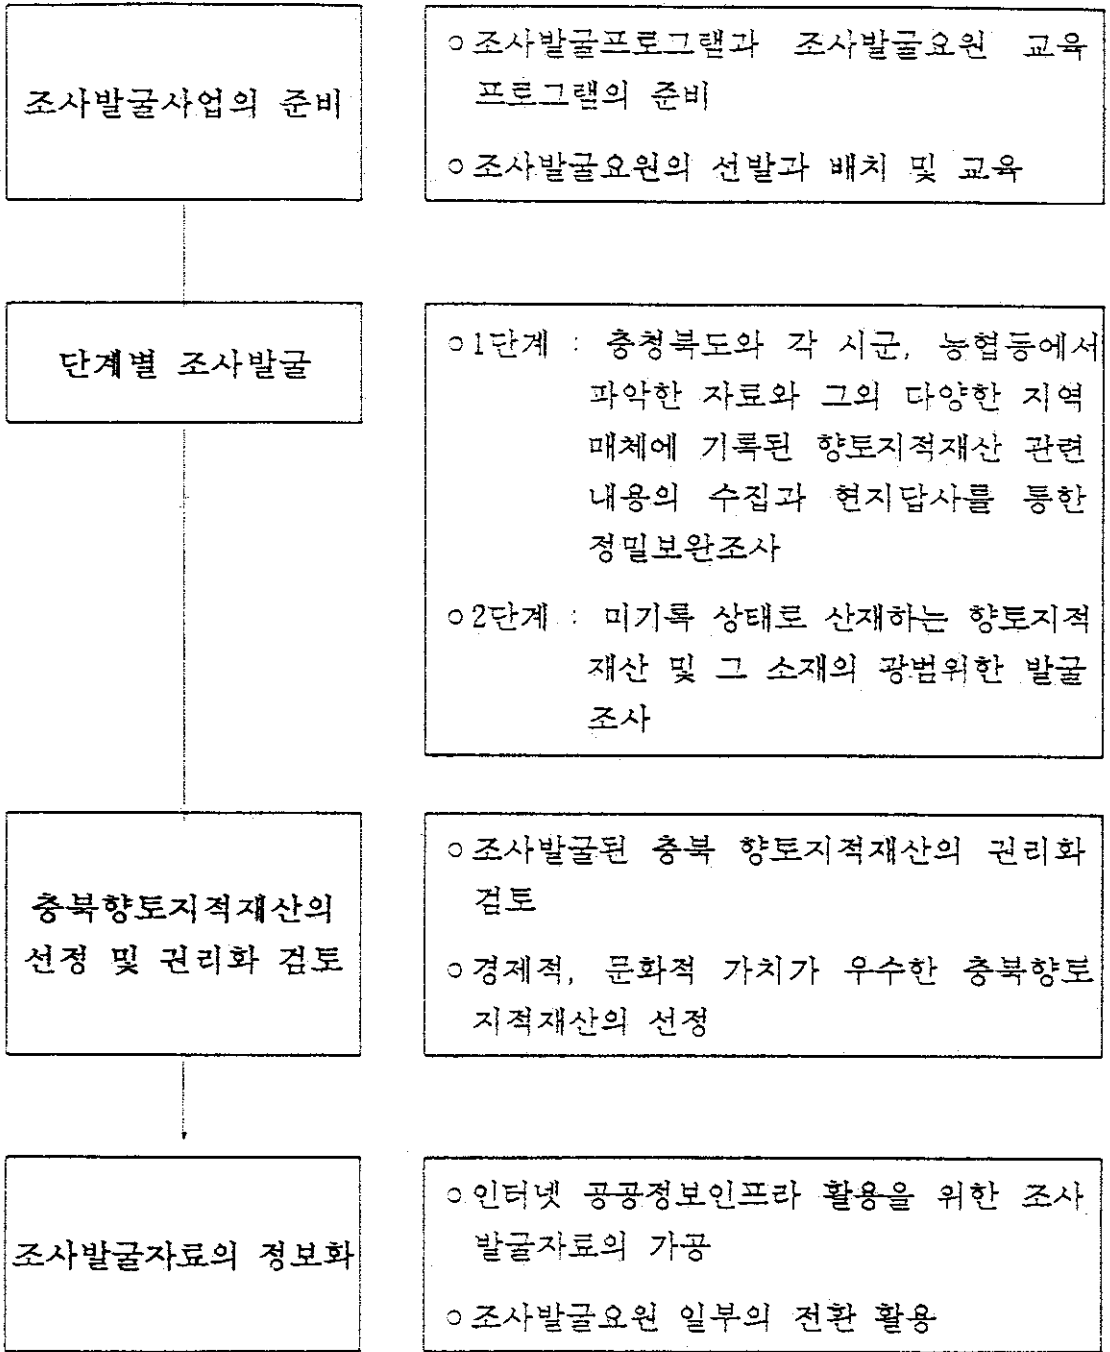 조사발굴사업의 준비
○조사발굴프로그램과 조사발굴요원 교육
프로그램의 준비
○조사발굴요원의 선발과 배치 및 교육
단계별 조사발굴
○1단계 : 충청북도와 각 시군, 농협등에서
파악한 자료와 그외 다양한 지역
매체에 기록된 향토지적재산 관련
내용의 수집과 현지답사를 통한
정밀보완조사
○2단계 : 미기록 상태로 산재하는 향토지적
재산 및 그 소재의 광범위한 발굴
조사
충북향토지적재산의
선정 및 권리화 검토
○조사발굴된 충북 향토지적재산의 권리화
검토
○경제적, 문화적 가치가 우수한 충북향토
지적재산의 선정
조사발굴자료의 정보화
○인터넷 공공정보인프라 활용을 위한 조사
발굴자료의 가공
○조사발굴요원 일부의 전환 활용